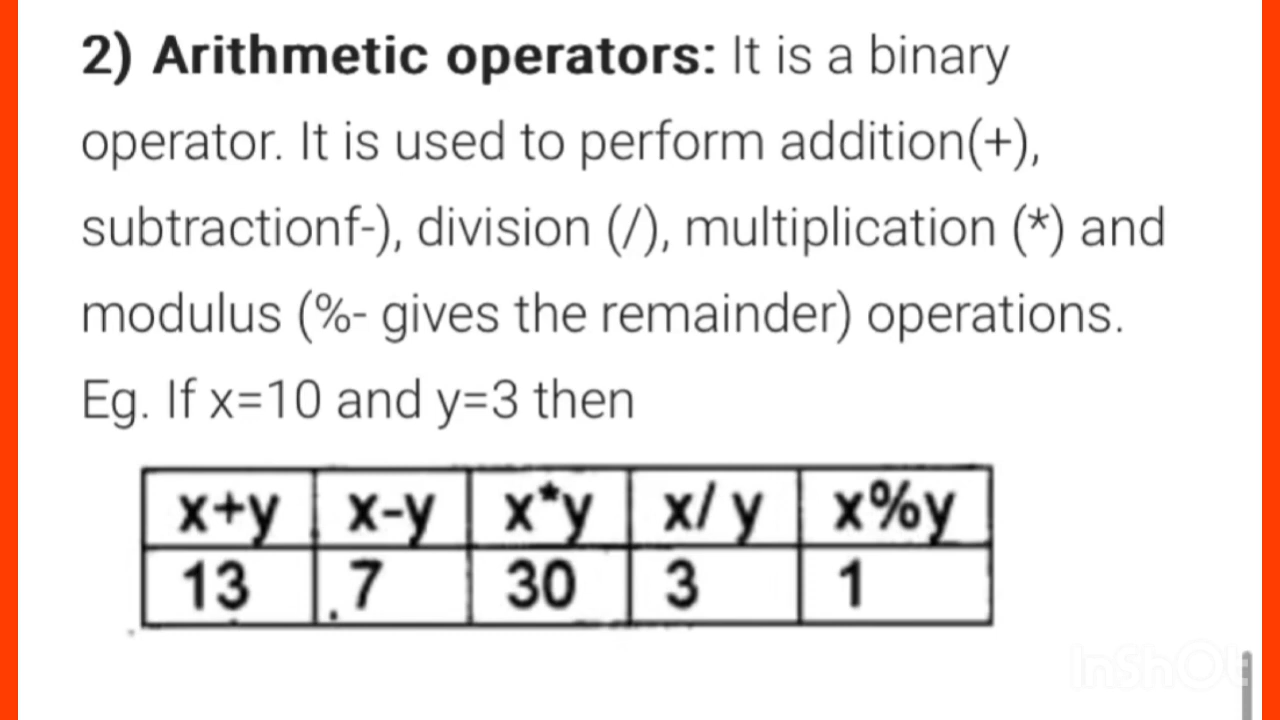 2) Arithmetic operators: It is a binary
operator. It is used to perform addition(+),
subtractionf-), division (/), multiplication (*) and
modulus (%- gives the remainder) operations.
Eg. If x=10 and y=3 then
x+y x-y x*y x/ y x%y
13 .7 30 3 1
InShOt